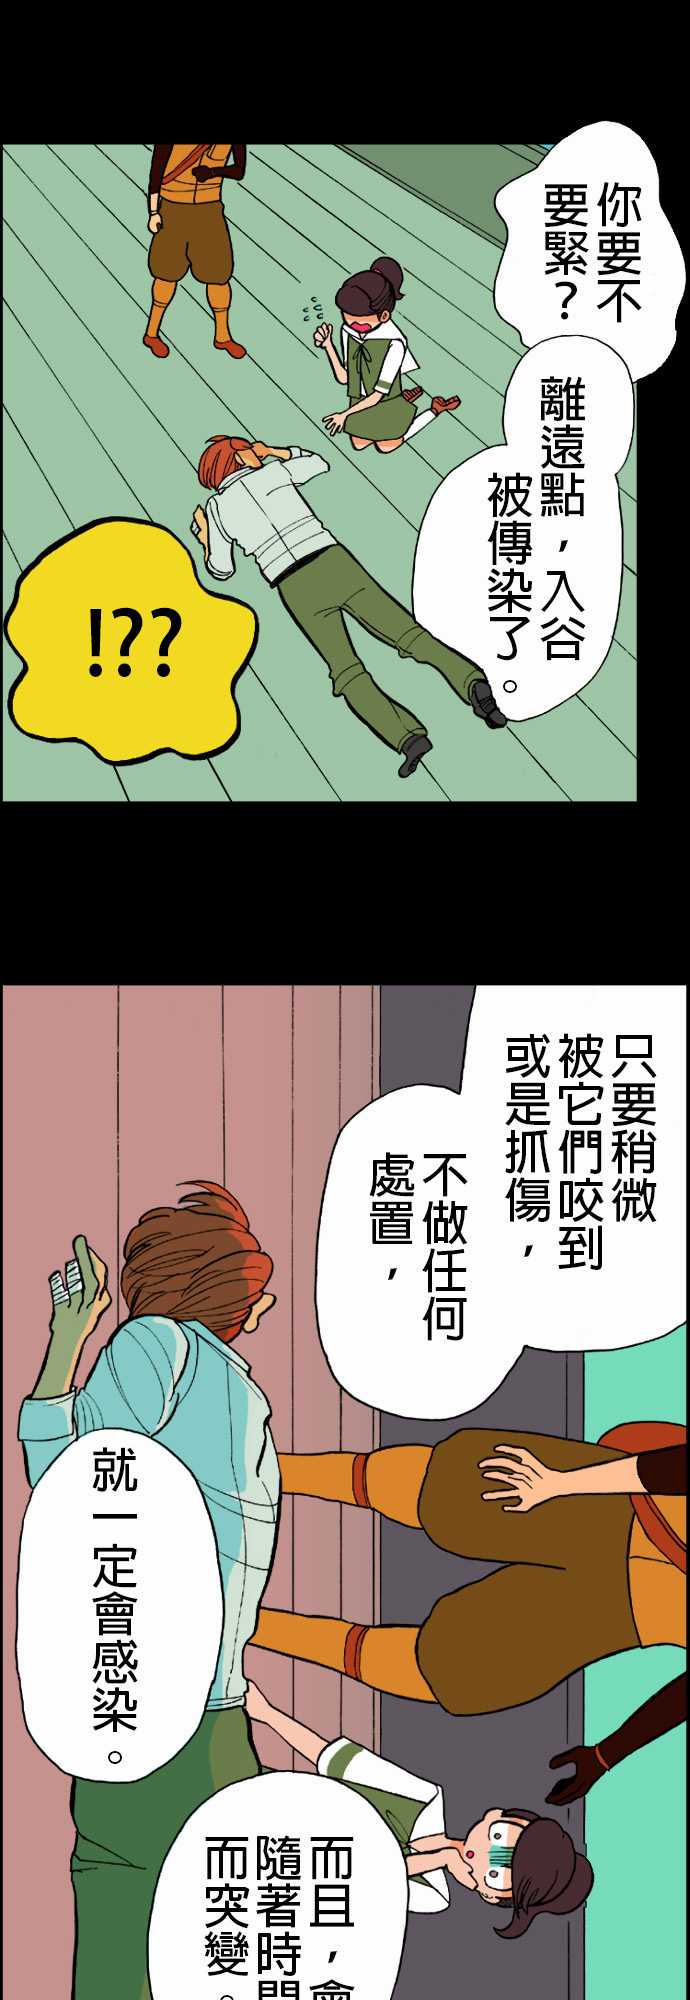 你要不
要緊？
離遠點，入谷
被傳染了。
!??
只要稍微
被它們咬到
或是抓傷，
不做任何
處置，
就一定會感染。
而且，會
隨著時間
而突變。